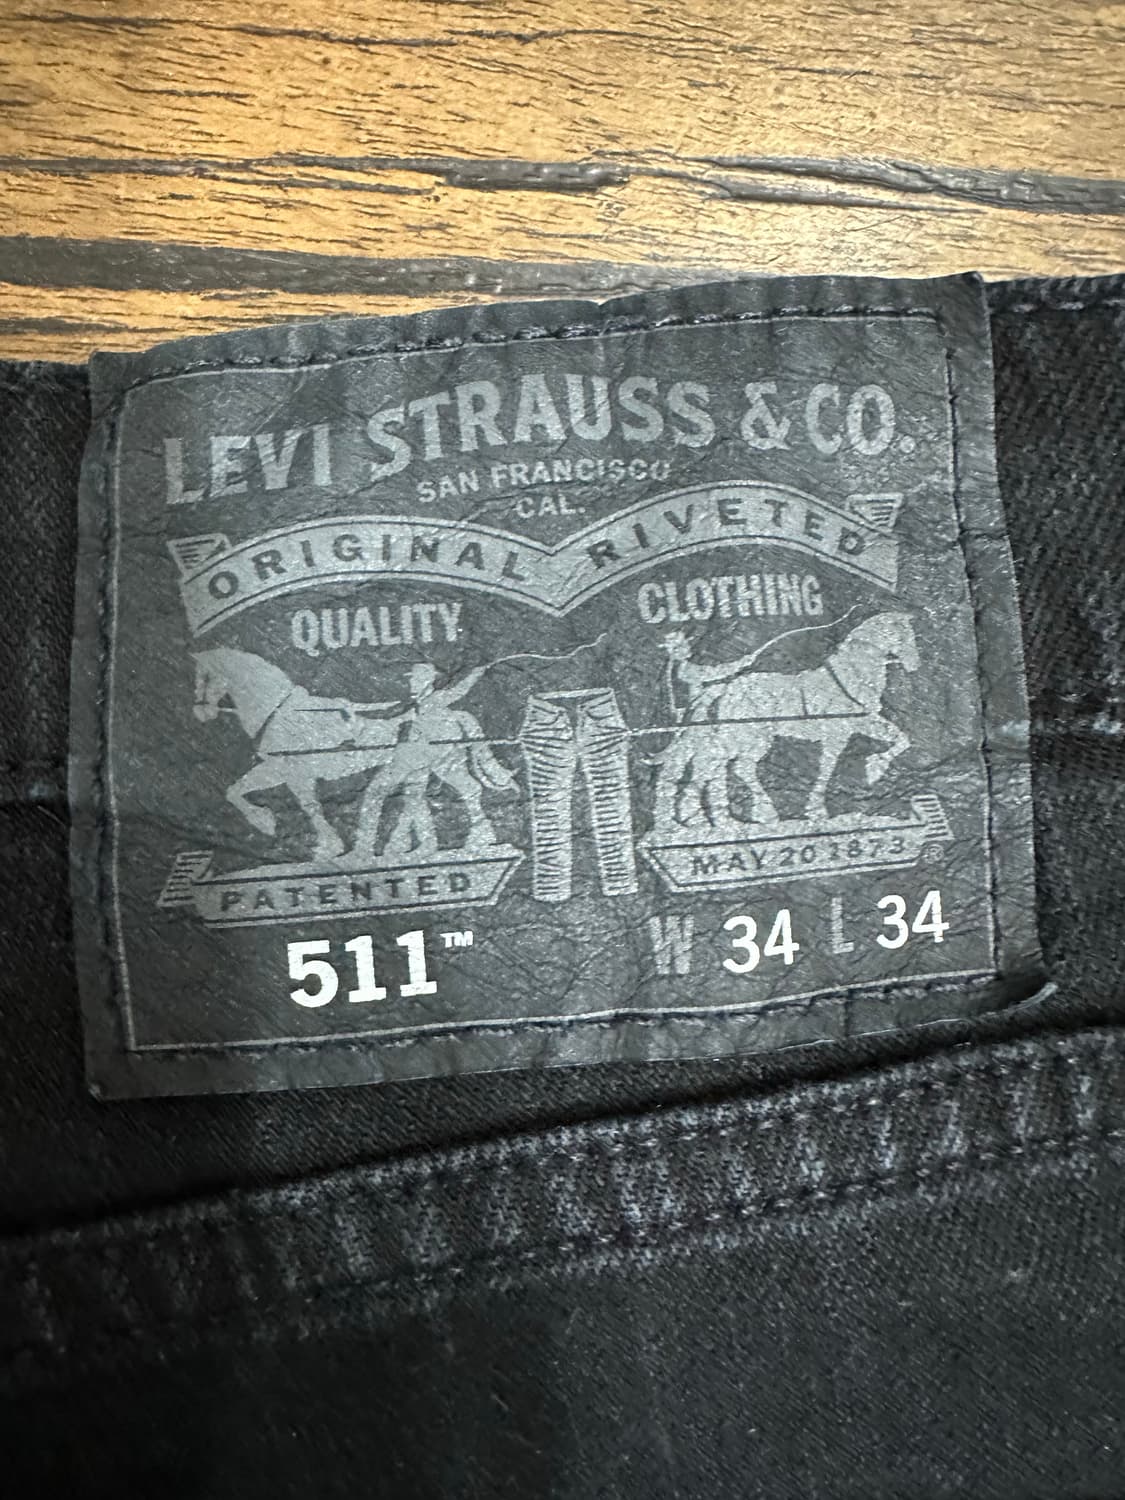 LEVI STRAUSS & CO.
SAN FRANCISCO
CAL.
ORIGINAL RIVETED
QUALITY CLOTHING
PATENTED MAY 20 1873 ®
511™ W 34 L 34